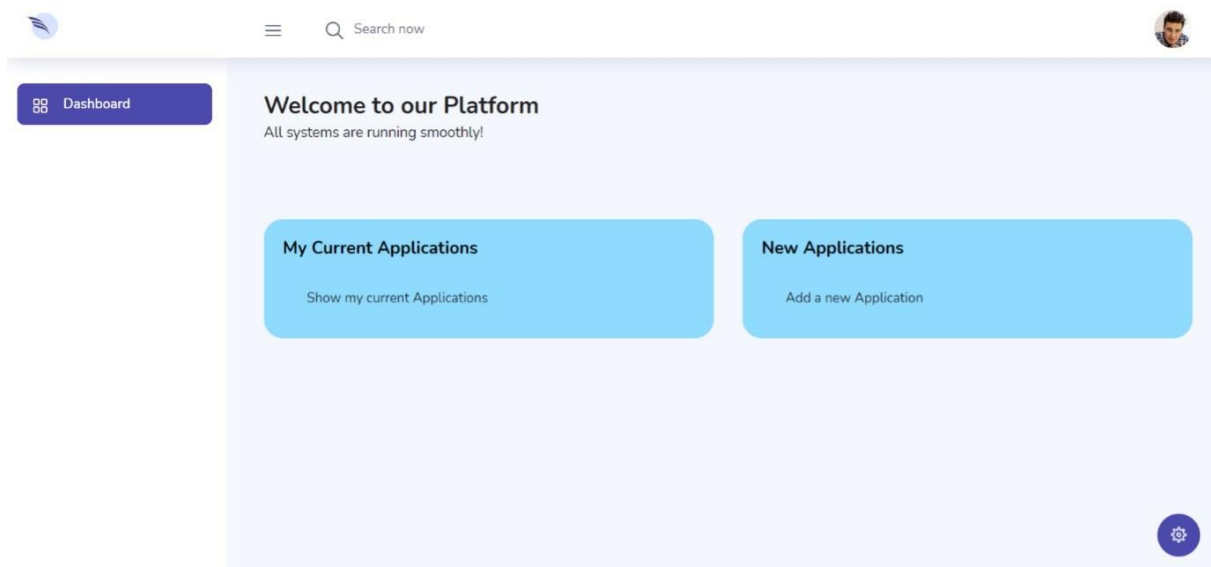 Search now
Dashboard
Welcome to our Platform
All systems are running smoothly!
My Current Applications
Show my current Applications
New Applications
Add a new Application